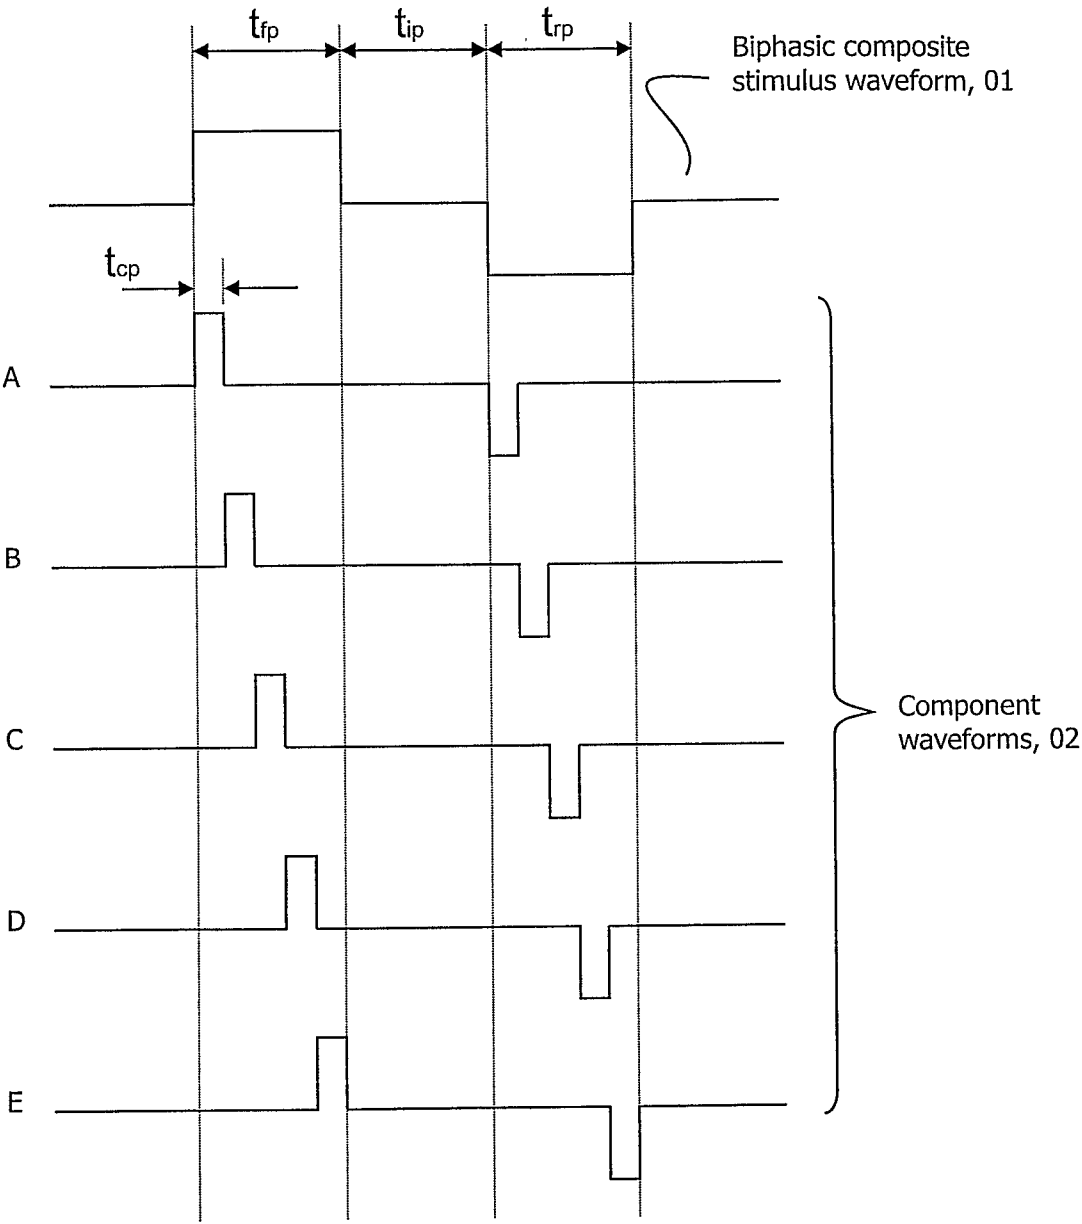 tfp
tip
trp
Biphasic composite
stimulus waveform, 01
tcp
A
B
C
Component
waveforms, 02
D
E